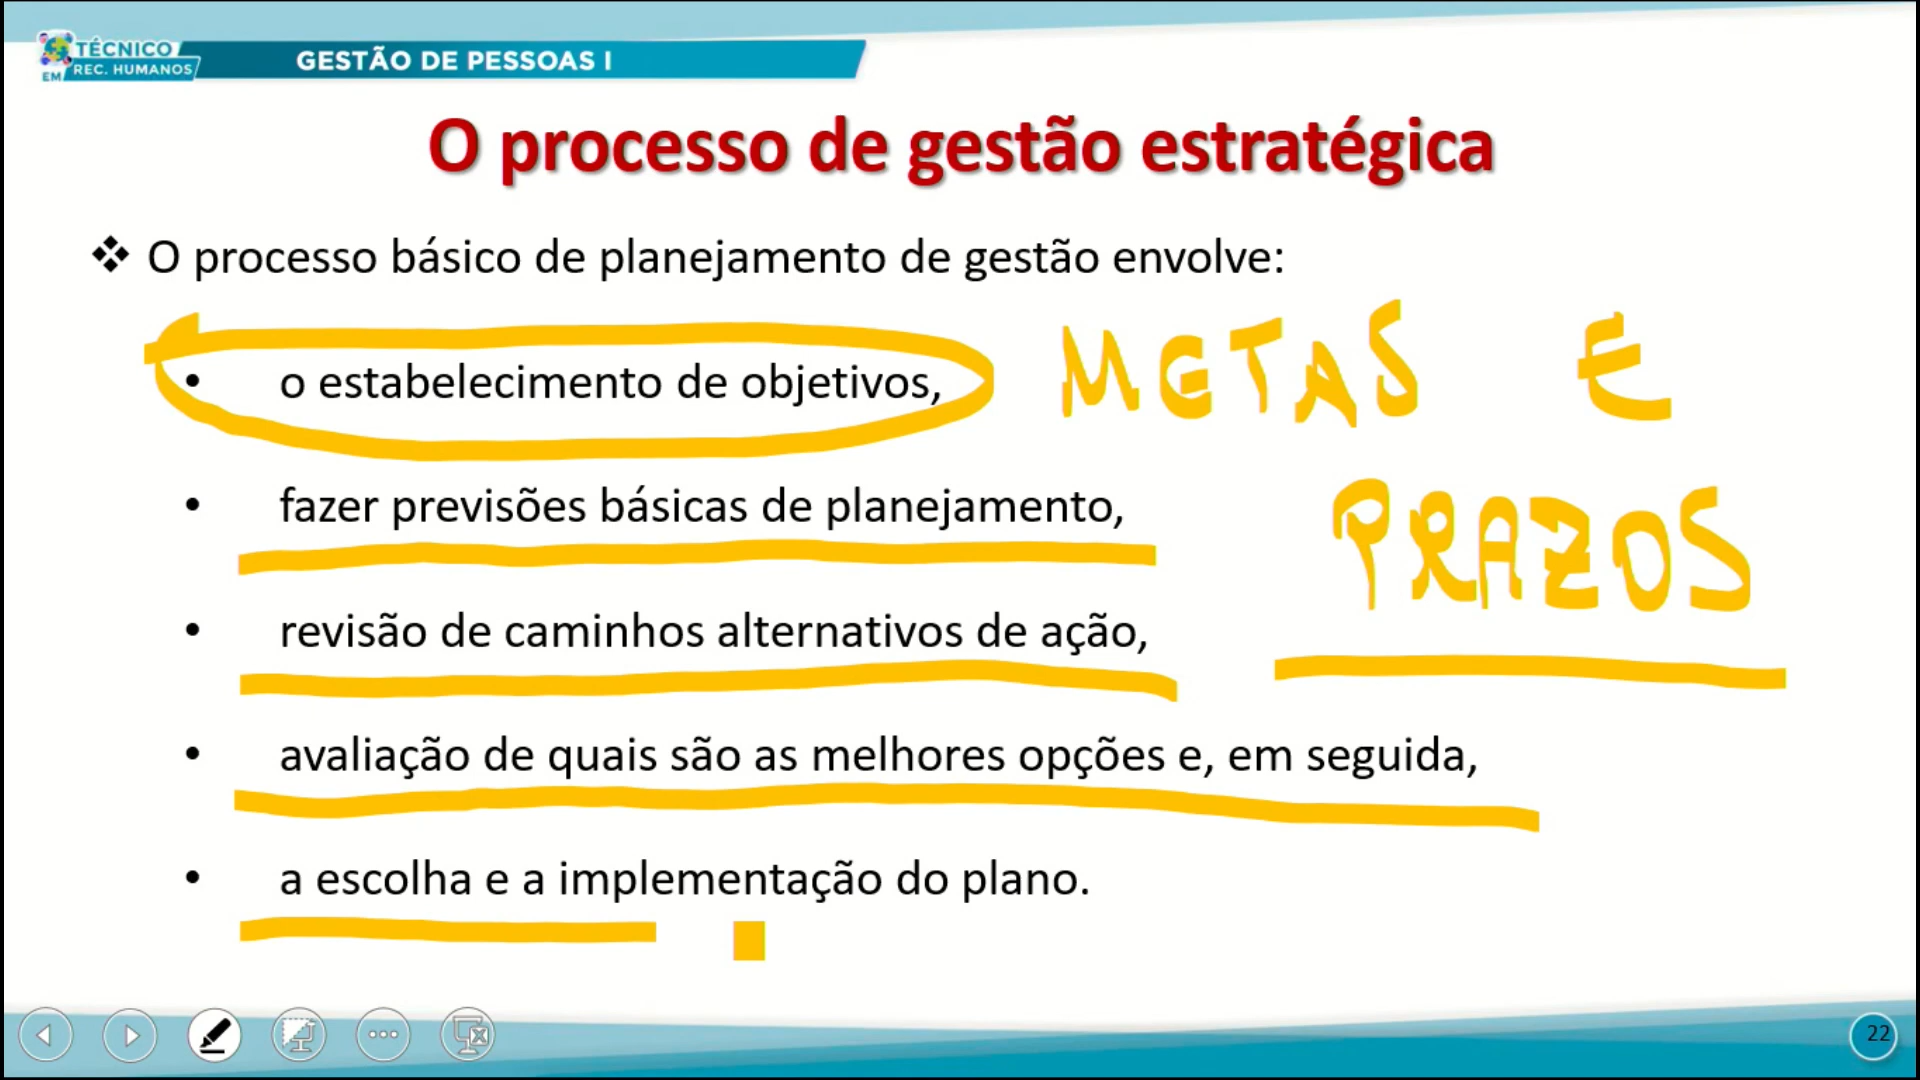 TÉCNICO
EM REC. HUMANOS
GESTÃO DE PESSOAS I
O processo de gestão estratégica
❖ O processo básico de planejamento de gestão envolve:
• o estabelecimento de objetivos,
METAS E
• fazer previsões básicas de planejamento,
PRAZOS
• revisão de caminhos alternativos de ação,
• avaliação de quais são as melhores opções e, em seguida,
• a escolha e a implementação do plano.
22